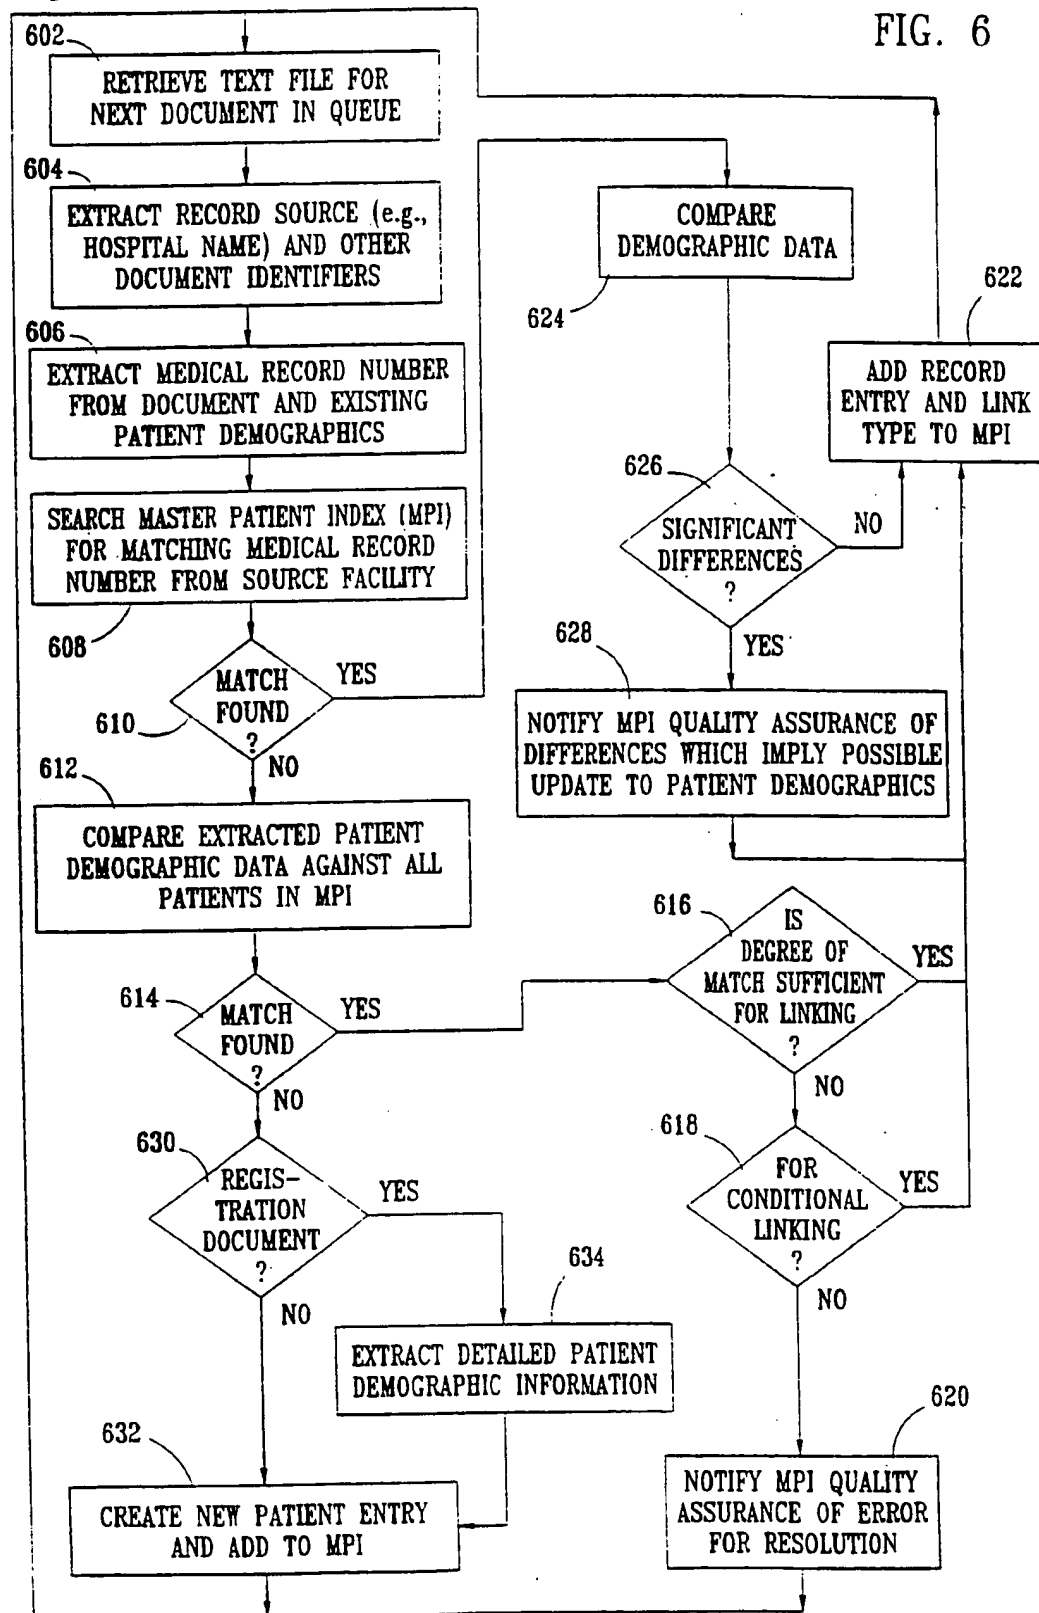 FIG. 6
602
RETRIEVE TEXT FILE FOR
NEXT DOCUMENT IN QUEUE
604
EXTRACT RECORD SOURCE (e.g.,
HOSPITAL NAME) AND OTHER
DOCUMENT IDENTIFIERS
606
EXTRACT MEDICAL RECORD NUMBER
FROM DOCUMENT AND EXISTING
PATIENT DEMOGRAPHICS
SEARCH MASTER PATIENT INDEX (MPI)
FOR MATCHING MEDICAL RECORD
NUMBER FROM SOURCE FACILITY
608
MATCH
FOUND
?
YES
610
NO
612
COMPARE EXTRACTED PATIENT
DEMOGRAPHIC DATA AGAINST ALL
PATIENTS IN MPI
614
MATCH
FOUND
?
YES
NO
630
REGIS-
TRATION
DOCUMENT
?
YES
NO
634
EXTRACT DETAILED PATIENT
DEMOGRAPHIC INFORMATION
632
CREATE NEW PATIENT ENTRY
AND ADD TO MPI
COMPARE
DEMOGRAPHIC DATA
624
622
ADD RECORD
ENTRY AND LINK
TYPE TO MPI
626
SIGNIFICANT
DIFFERENCES
?
NO
YES
628
NOTIFY MPI QUALITY ASSURANCE OF
DIFFERENCES WHICH IMPLY POSSIBLE
UPDATE TO PATIENT DEMOGRAPHICS
616
IS
DEGREE OF
MATCH SUFFICIENT
FOR LINKING
?
YES
NO
618
FOR
CONDITIONAL
LINKING
?
YES
NO
620
NOTIFY MPI QUALITY
ASSURANCE OF ERROR
FOR RESOLUTION